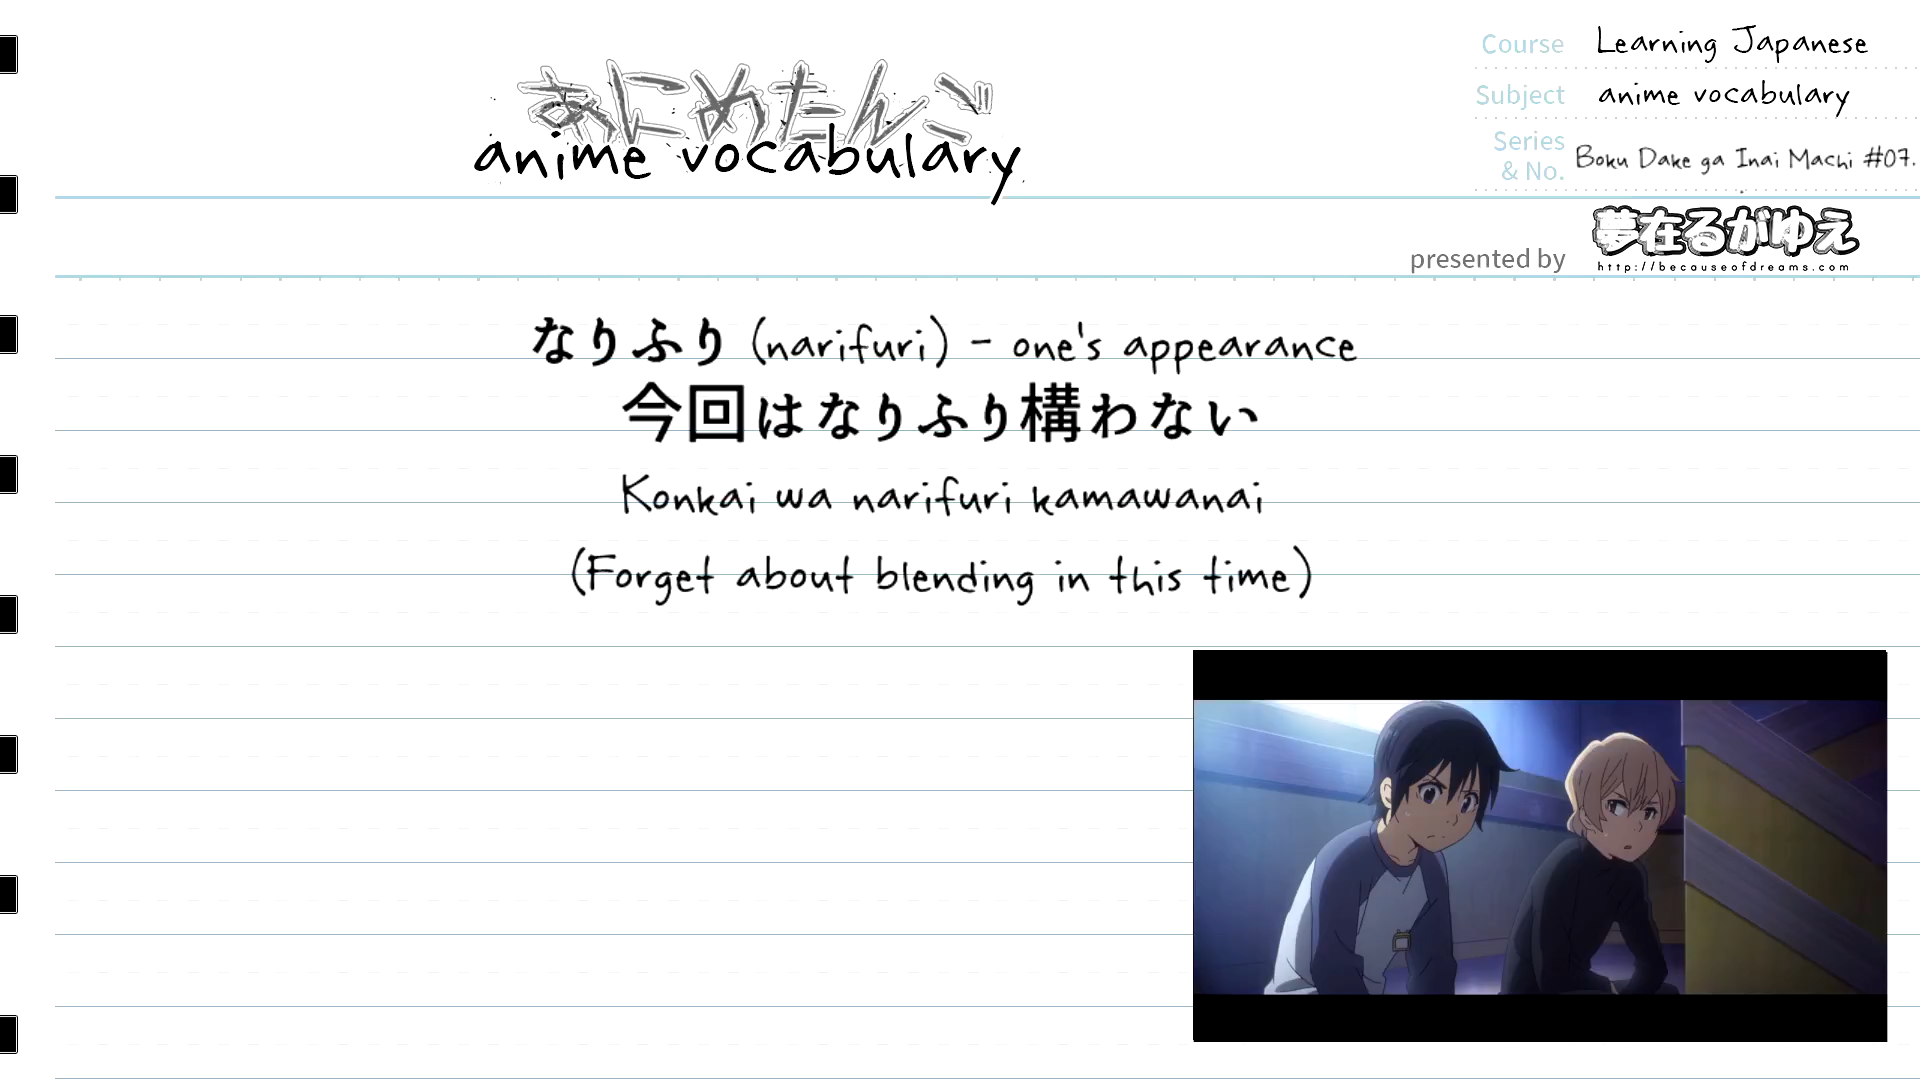 あにめたんご
anime vocabulary
Course Learning Japanese
Subject anime vocabulary
Series & No. Boku Dake ga Inai Machi #07.
presented by 夢在るがゆえ
http://becauseofdreams.com
なりふり (narifuri) - one's appearance
今回はなりふり構わない
Konkai wa narifuri kamawanai
(Forget about blending in this time)